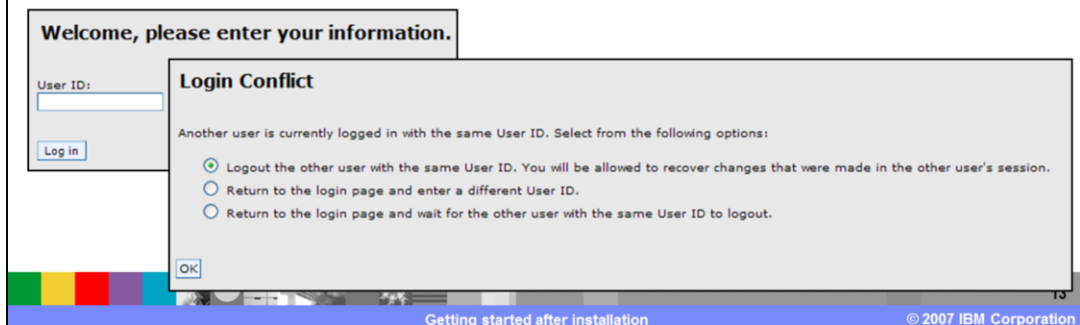 Welcome, please enter your information.
User ID:
Log in
Login Conflict
Another user is currently logged in with the same User ID. Select from the following options:
Logout the other user with the same User ID. You will be allowed to recover changes that were made in the other user's session.
Return to the login page and enter a different User ID.
Return to the login page and wait for the other user with the same User ID to logout.
OK
13
Getting started after installation
© 2007 IBM Corporation